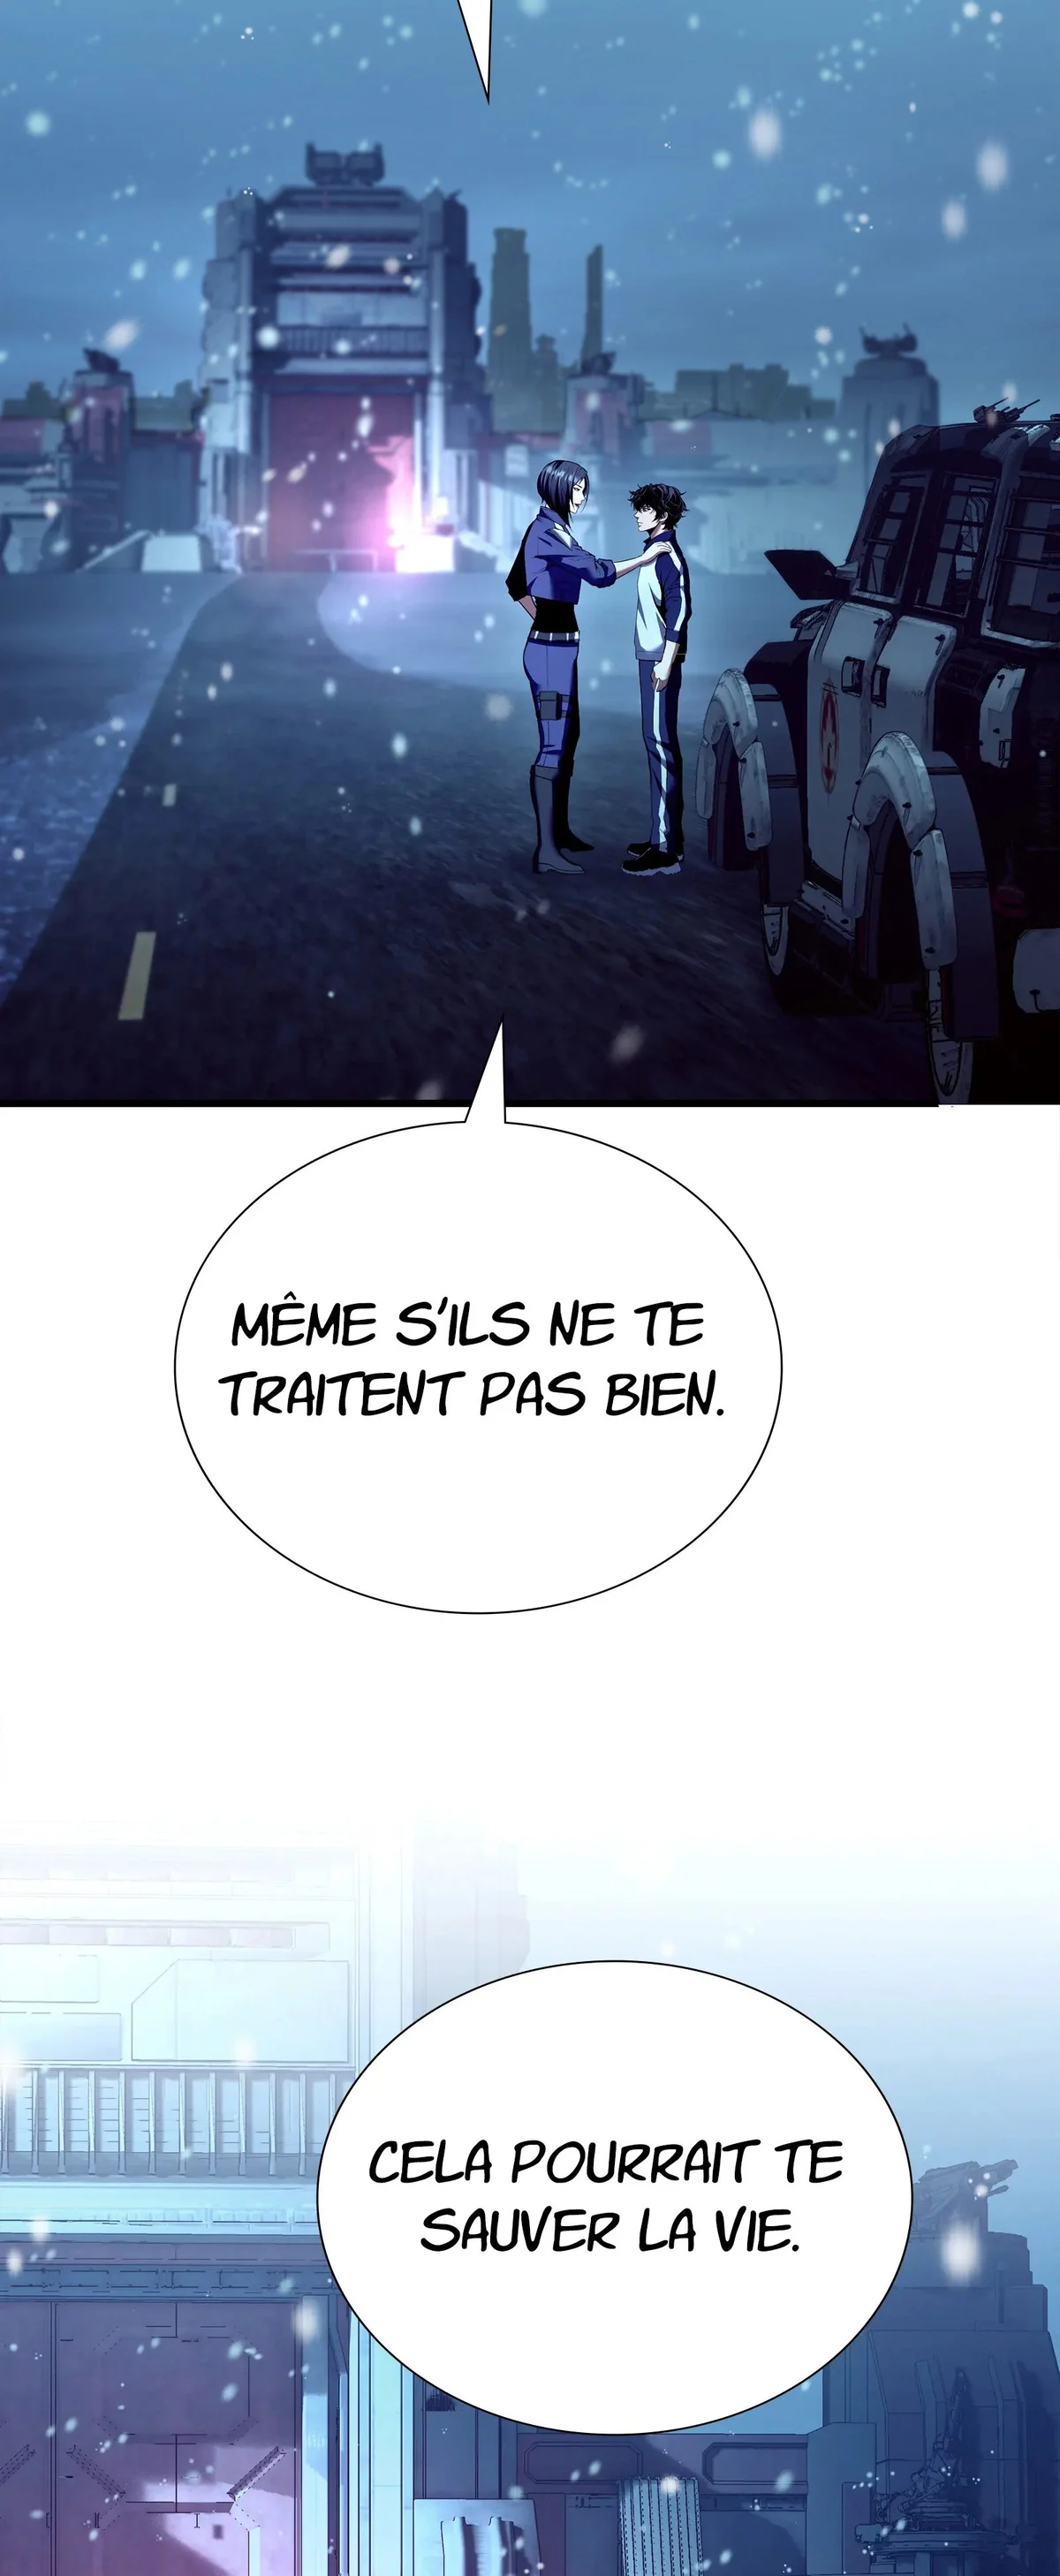 MÊME S'ILS NE TE
TRAITENT PAS BIEN.
CELA POURRAIT TE
SAUVER LA VIE.